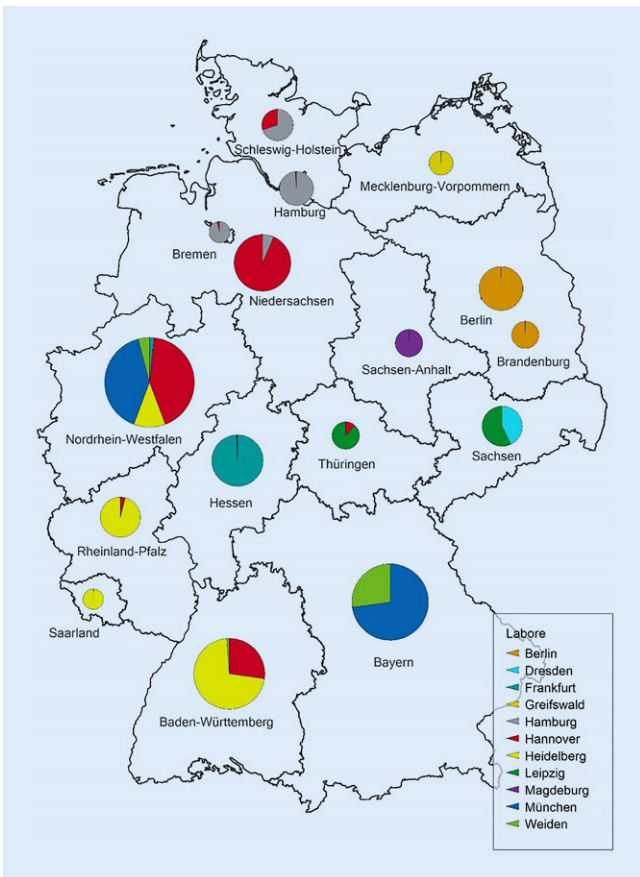 Schleswig-Holstein
Mecklenburg-Vorpommern
Hamburg
Bremen
Niedersachsen
Berlin
Brandenburg
Sachsen-Anhalt
Nordrhein-Westfalen
Hessen
Thüringen
Sachsen
Rheinland-Pfalz
Saarland
Bayern
Baden-Württemberg
Labore
Berlin
Dresden
Frankfurt
Greifswald
Hamburg
Hannover
Heidelberg
Leipzig
Magdeburg
München
Weiden